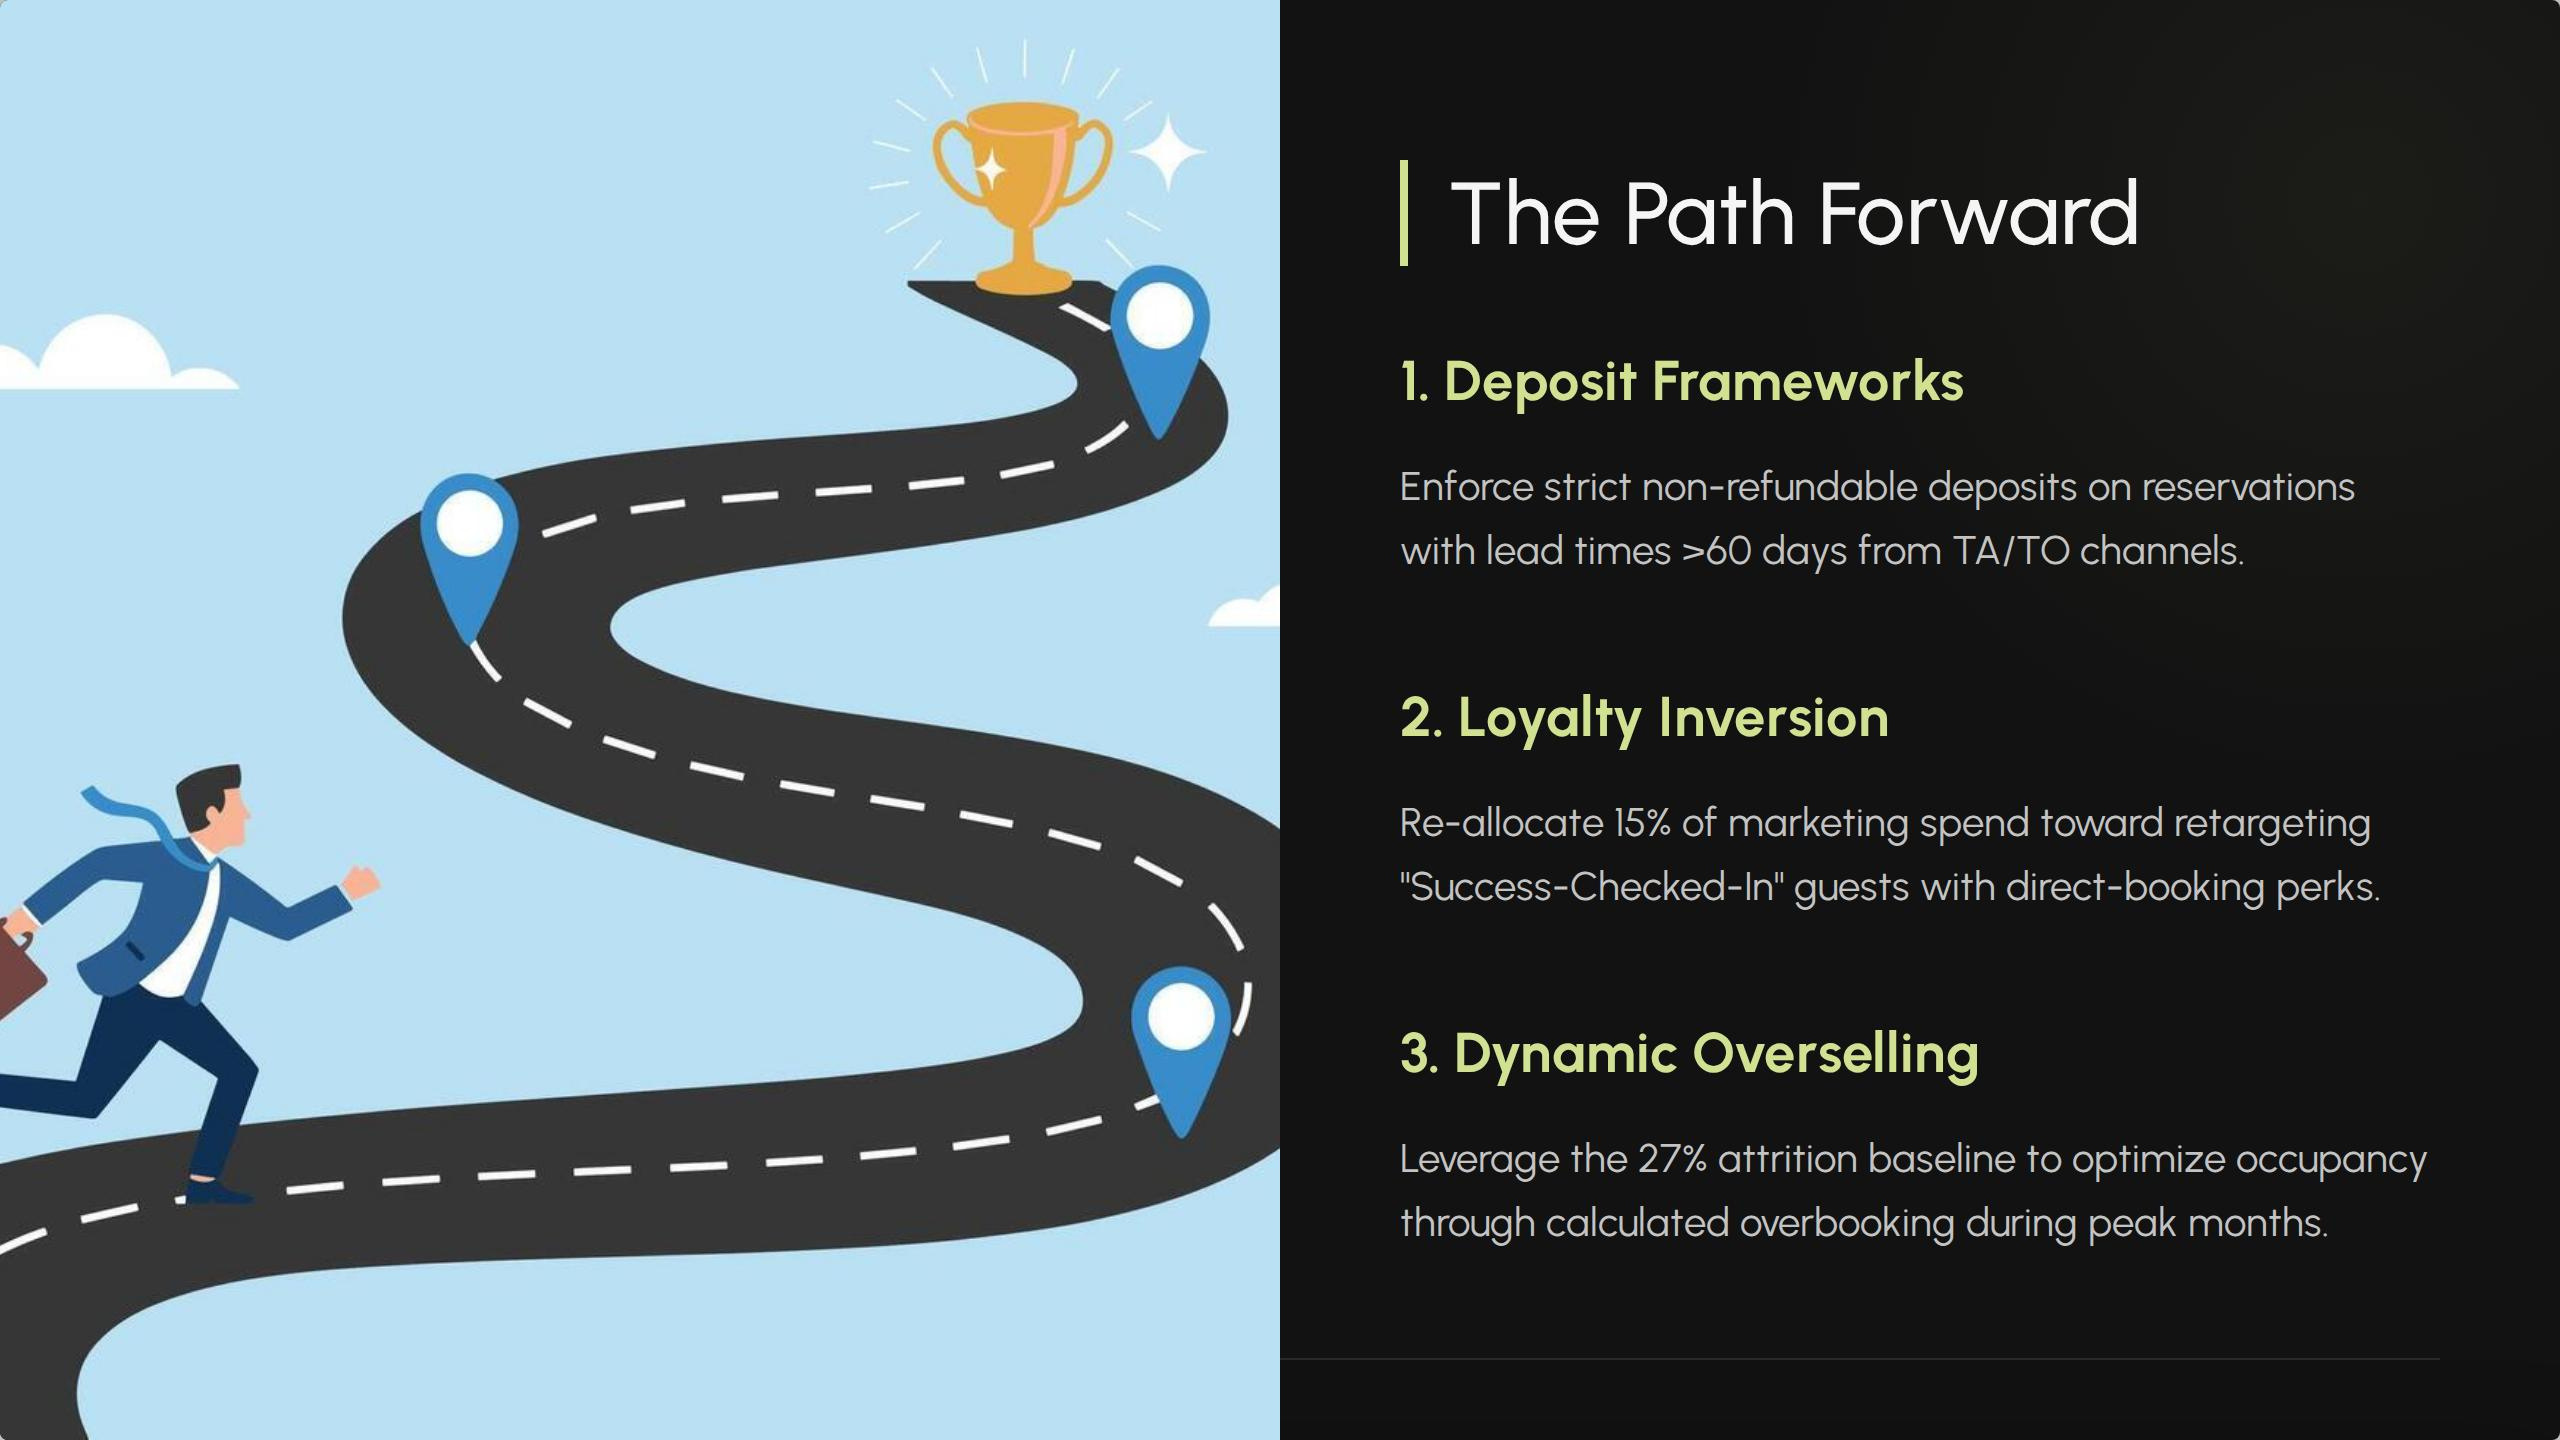 The Path Forward
1. Deposit Frameworks
Enforce strict non-refundable deposits on reservations
with lead times >60 days from TA/TO channels.
2. Loyalty Inversion
Re-allocate 15% of marketing spend toward retargeting
"Success-Checked-In" guests with direct-booking perks.
3. Dynamic Overselling
Leverage the 27% attrition baseline to optimize occupancy
through calculated overbooking during peak months.